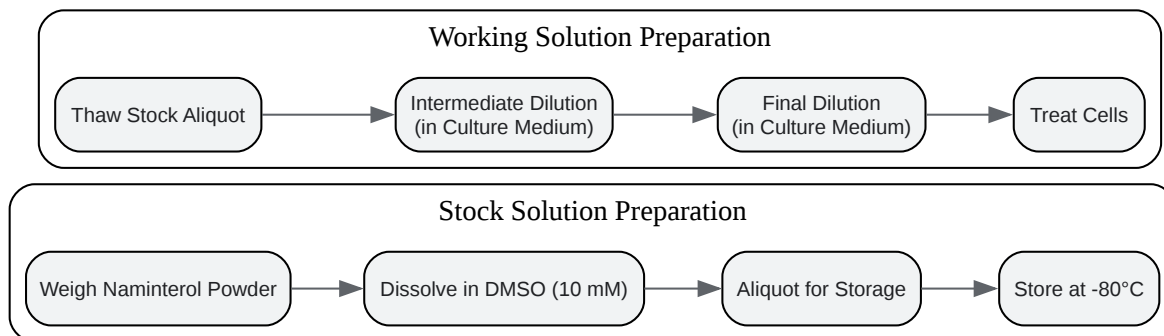 Working Solution Preparation
Thaw Stock Aliquot
Intermediate Dilution
(in Culture Medium)
Final Dilution
(in Culture Medium)
Treat Cells
Stock Solution Preparation
Weigh Naminterol Powder
Dissolve in DMSO (10 mM)
Aliquot for Storage
Store at -80°C